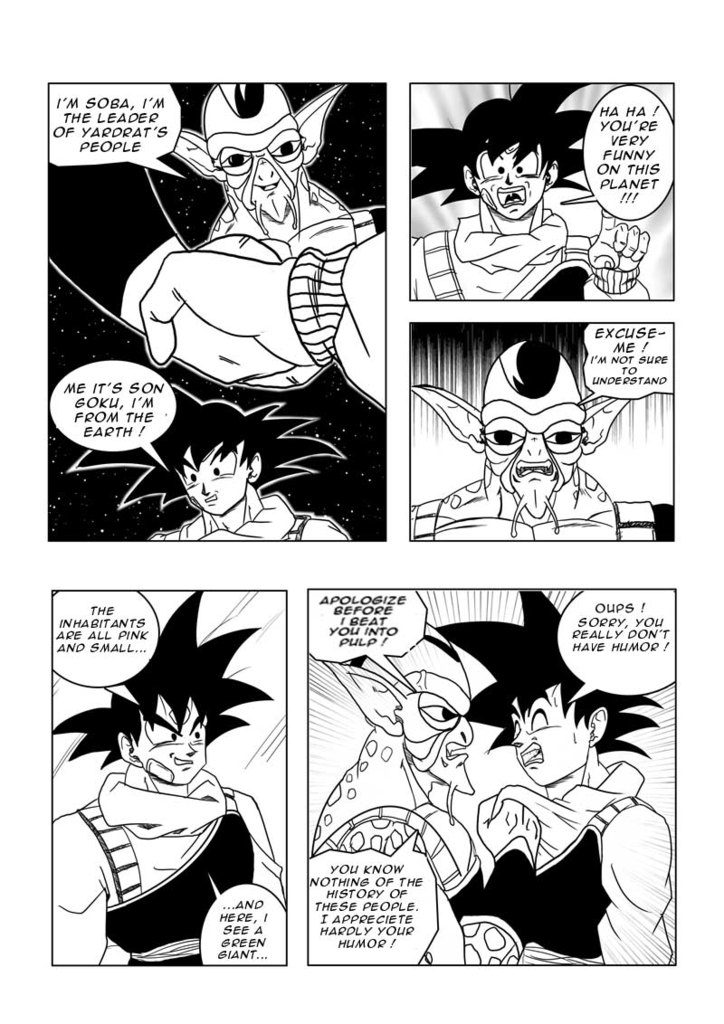 I'M SOBA, I'M
THE LEADER
OF YARDRAT'S
PEOPLE
ME IT'S SON
GOKU, I'M
FROM THE
EARTH !
HA HA !
YOU'RE
VERY
FUNNY
ON THIS
PLANET
!!!
EXCUSE-
ME !
I'M NOT SURE
TO
UNDERSTAND
THE
INHABITANTS
ARE ALL PINK
AND SMALL...
...AND
HERE, I
SEE A
GREEN
GIANT...
APOLOGIZE
BEFORE
I BEAT
YOU INTO
PULP !
OUPS !
SORRY, YOU
REALLY DON'T
HAVE HUMOR !
YOU KNOW
NOTHING OF THE
HISTORY OF
THESE PEOPLE.
I APPRECIETE
HARDLY YOUR
HUMOR !